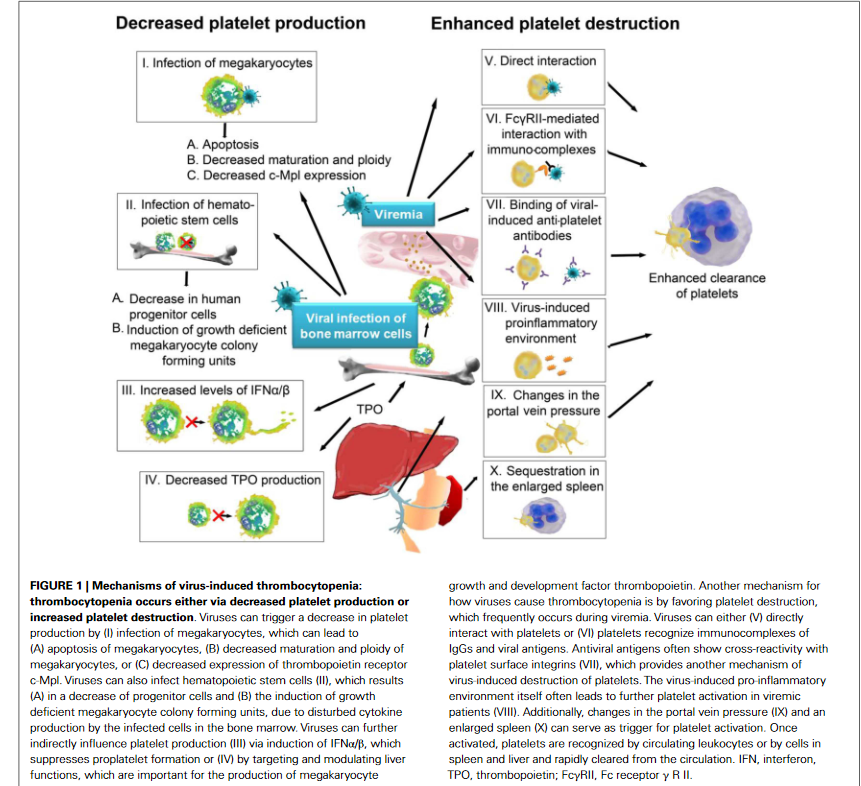 Decreased platelet production
Enhanced platelet destruction
I. Infection of megakaryocytes
A. Apoptosis
B. Decreased maturation and ploidy
C. Decreased c-Mpl expression
II. Infection of hemato-
poietic stem cells
A. Decrease in human
progenitor cells
B. Induction of growth deficient
megakaryocyte colony
forming units
III. Increased levels of IFNα/β
IV. Decreased TPO production
Viremia
Viral infection of
bone marrow cells
TPO
V. Direct interaction
VI. FcγRII-mediated
interaction with
immuno-complexes
VII. Binding of viral-
induced anti-platelet
antibodies
VIII. Virus-induced
proinflammatory
environment
IX. Changes in the
portal vein pressure
X. Sequestration in
the enlarged spleen
Enhanced clearance
of platelets
FIGURE 1 | Mechanisms of virus-induced thrombocytopenia:
thrombocytopenia occurs either via decreased platelet production or
increased platelet destruction. Viruses can trigger a decrease in platelet
production by (I) infection of megakaryocytes, which can lead to
(A) apoptosis of megakaryocytes, (B) decreased maturation and ploidy of
megakaryocytes, or (C) decreased expression of thrombopoietin receptor
c-Mpl. Viruses can also infect hematopoietic stem cells (II), which results
(A) in a decrease of progenitor cells and (B) the induction of growth
deficient megakaryocyte colony forming units, due to disturbed cytokine
production by the infected cells in the bone marrow. Viruses can further
indirectly influence platelet production (III) via induction of IFNα/β, which
suppresses proplatelet formation or (IV) by targeting and modulating liver
functions, which are important for the production of megakaryocyte
growth and development factor thrombopoietin. Another mechanism for
how viruses cause thrombocytopenia is by favoring platelet destruction,
which frequently occurs during viremia. Viruses can either (V) directly
interact with platelets or (VI) platelets recognize immunocomplexes of
IgGs and viral antigens. Antiviral antigens often show cross-reactivity with
platelet surface integrins (VII), which provides another mechanism of
virus-induced destruction of platelets. The virus-induced pro-inflammatory
environment itself often leads to further platelet activation in viremic
patients (VIII). Additionally, changes in the portal vein pressure (IX) and an
enlarged spleen (X) can serve as trigger for platelet activation. Once
activated, platelets are recognized by circulating leukocytes or by cells in
spleen and liver and rapidly cleared from the circulation. IFN, interferon,
TPO, thrombopoietin; FcγRII, Fc receptor γ R II.